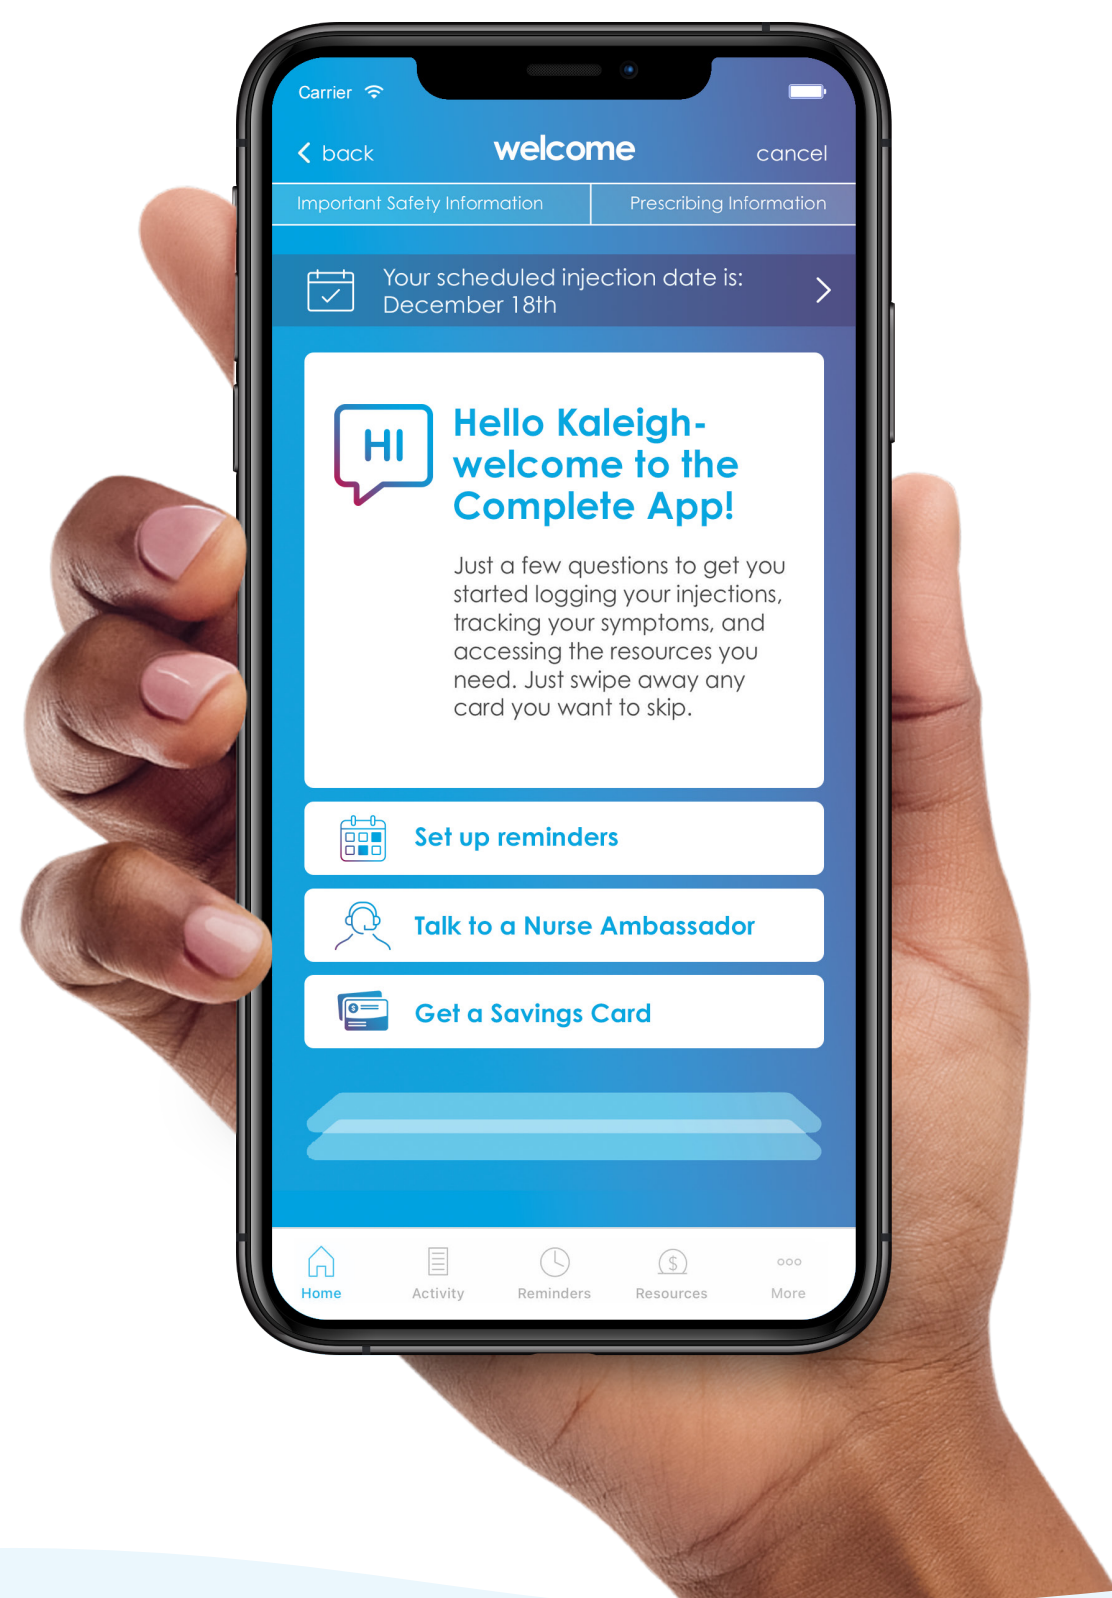 Carrier
back
welcome
cancel
Important Safety Information
Prescribing Information
Your scheduled injection date is:
December 18th
HI
Hello Kaleigh-
welcome to the
Complete App!
Just a few questions to get you
started logging your injections,
tracking your symptoms, and
accessing the resources you
need. Just swipe away any
card you want to skip.
Set up reminders
Talk to a Nurse Ambassador
$
Get a Savings Card
$
Home
Activity
Reminders
Resources
More